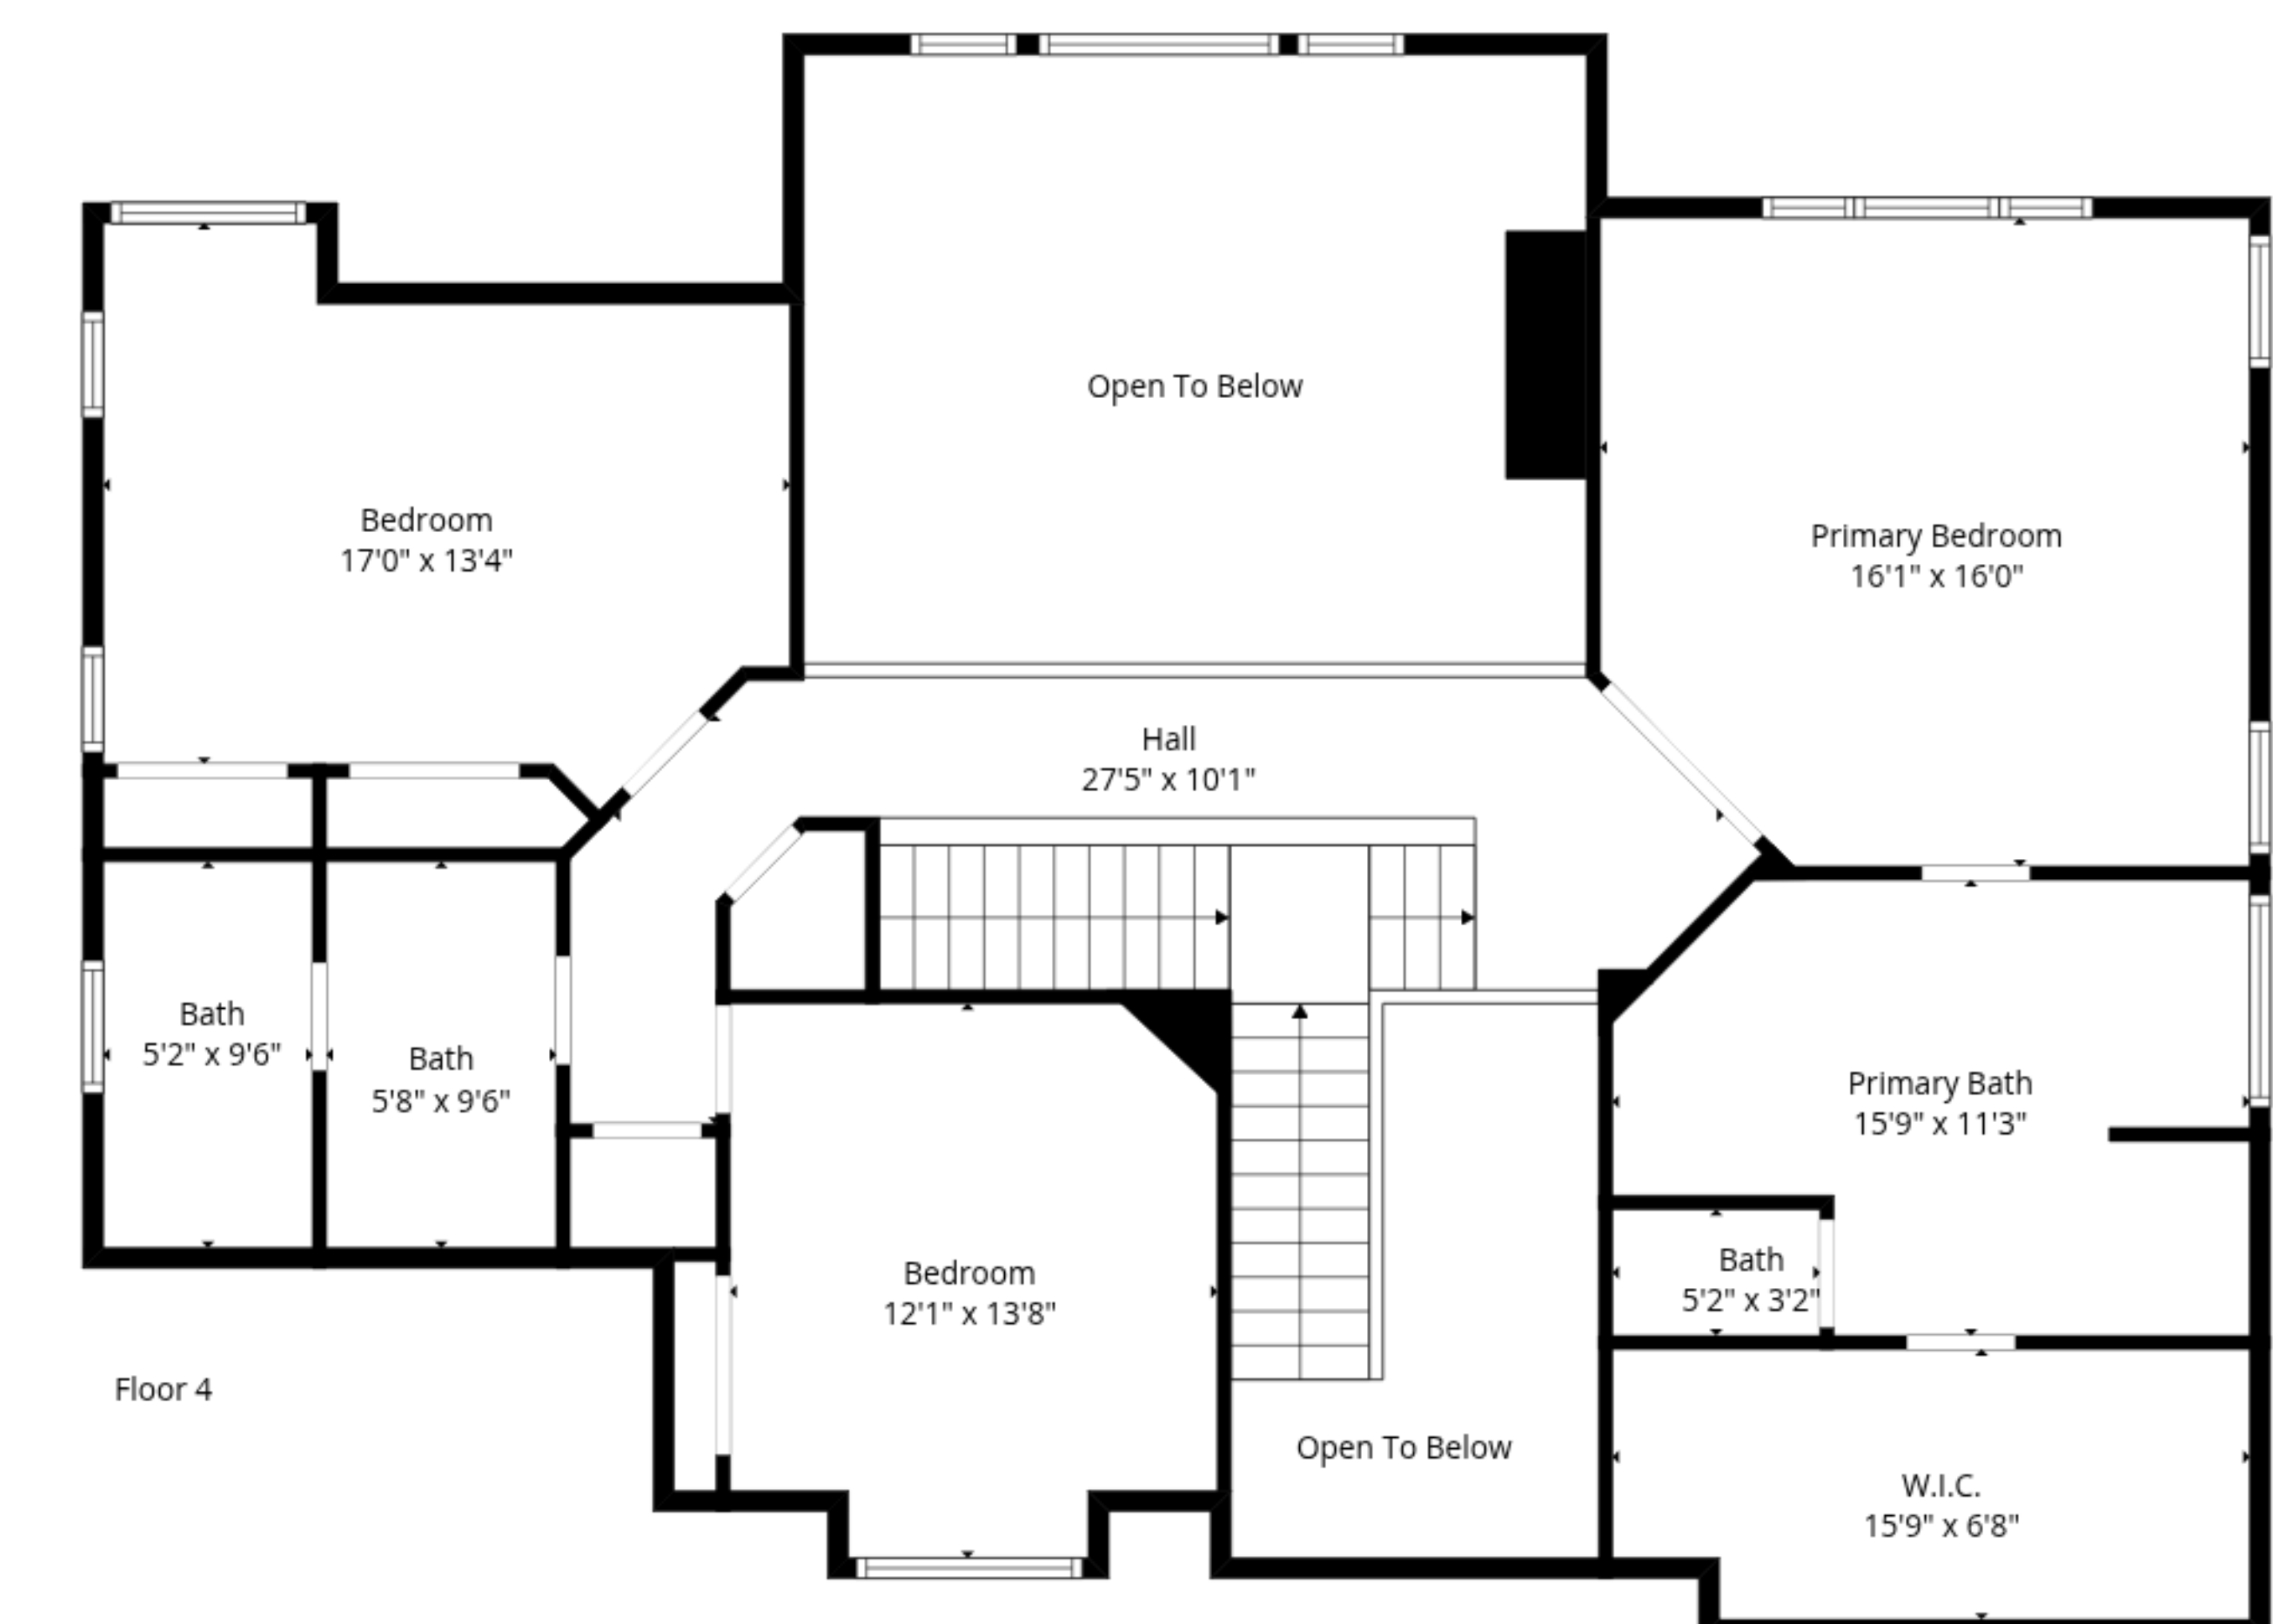 Open To Below
Bedroom
17'0" x 13'4"
Primary Bedroom
16'1" x 16'0"
Hall
27'5" x 10'1"
Bath
5'2" x 9'6"
Bath
5'8" x 9'6"
Primary Bath
15'9" x 11'3"
Bath
5'2" x 3'2"
Bedroom
12'1" x 13'8"
Floor 4
Open To Below
W.I.C.
15'9" x 6'8"